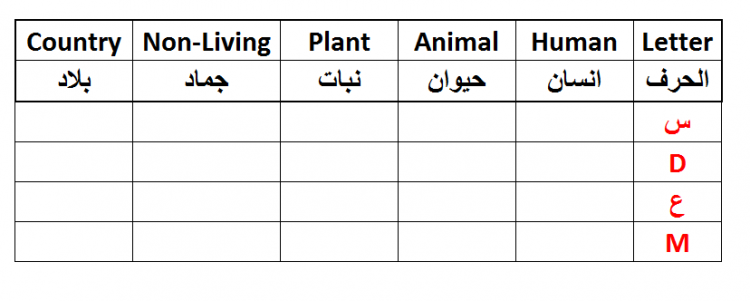 Country Non-Living Plant Animal Human Letter
بلاد جماد نبات حيوان انسان الحرف
س
D
ع
M